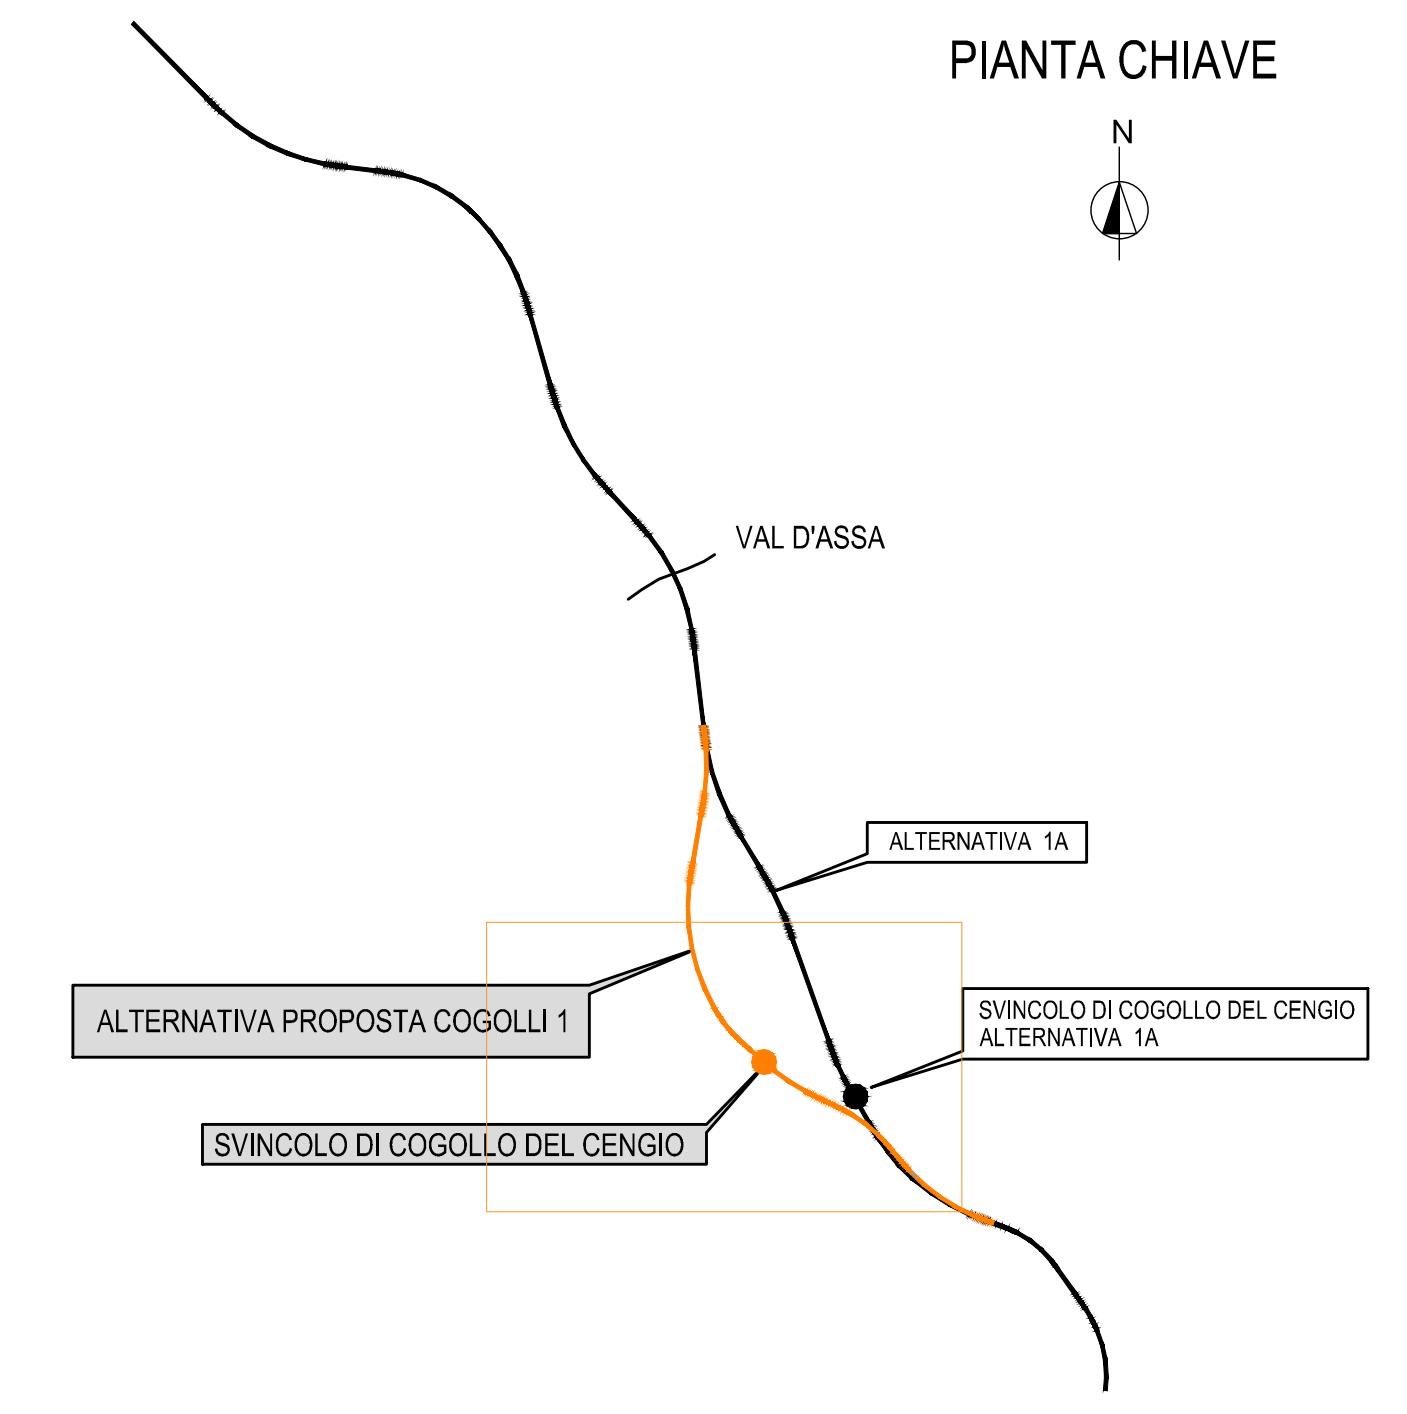 PIANTA CHIAVE
N
VAL D'ASSA
ALTERNATIVA 1A
ALTERNATIVA PROPOSTA COGOLLI 1
SVINCOLO DI COGOLLO DEL CENGIO
ALTERNATIVA 1A
SVINCOLO DI COGOLLO DEL CENGIO